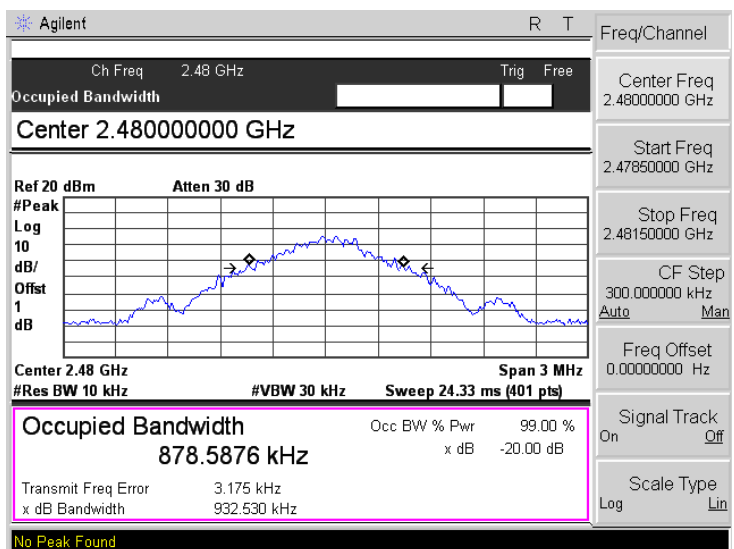 Agilent R T
Ch Freq 2.48 GHz Trig Free
Occupied Bandwidth
Center 2.480000000 GHz
Ref 20 dBm Atten 30 dB
#Peak
Log
10
dB/
Offst
1
dB
Center 2.48 GHz Span 3 MHz
#Res BW 10 kHz #VBW 30 kHz Sweep 24.33 ms (401 pts)
Occupied Bandwidth Occ BW % Pwr 99.00 %
878.5876 kHz x dB -20.00 dB
Transmit Freq Error 3.175 kHz
x dB Bandwidth 932.530 kHz
No Peak Found
Freq/Channel
Center Freq
2.48000000 GHz
Start Freq
2.47850000 GHz
Stop Freq
2.48150000 GHz
CF Step
300.000000 kHz
Auto Man
Freq Offset
0.00000000 Hz
Signal Track
On Off
Scale Type
Log Lin